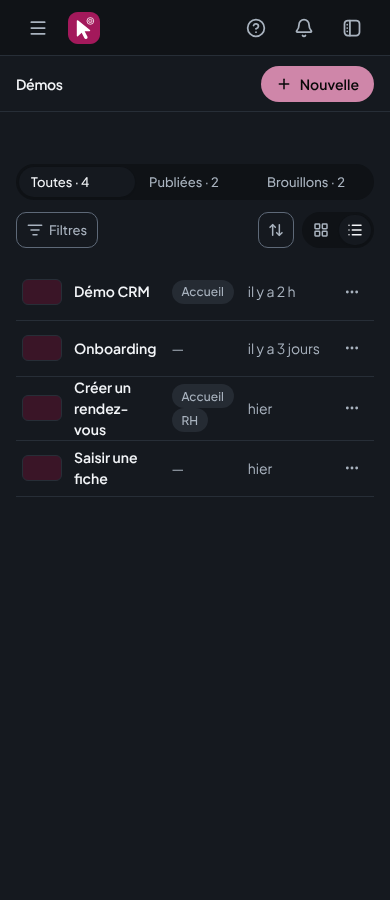 Démos
+ Nouvelle
Toutes · 4
Publiées · 2
Brouillons · 2
Filtres
Démo CRM
Accueil
il y a 2 h
Onboarding
—
il y a 3 jours
Créer un
rendez-
vous
Accueil
RH
hier
Saisir une
fiche
—
hier